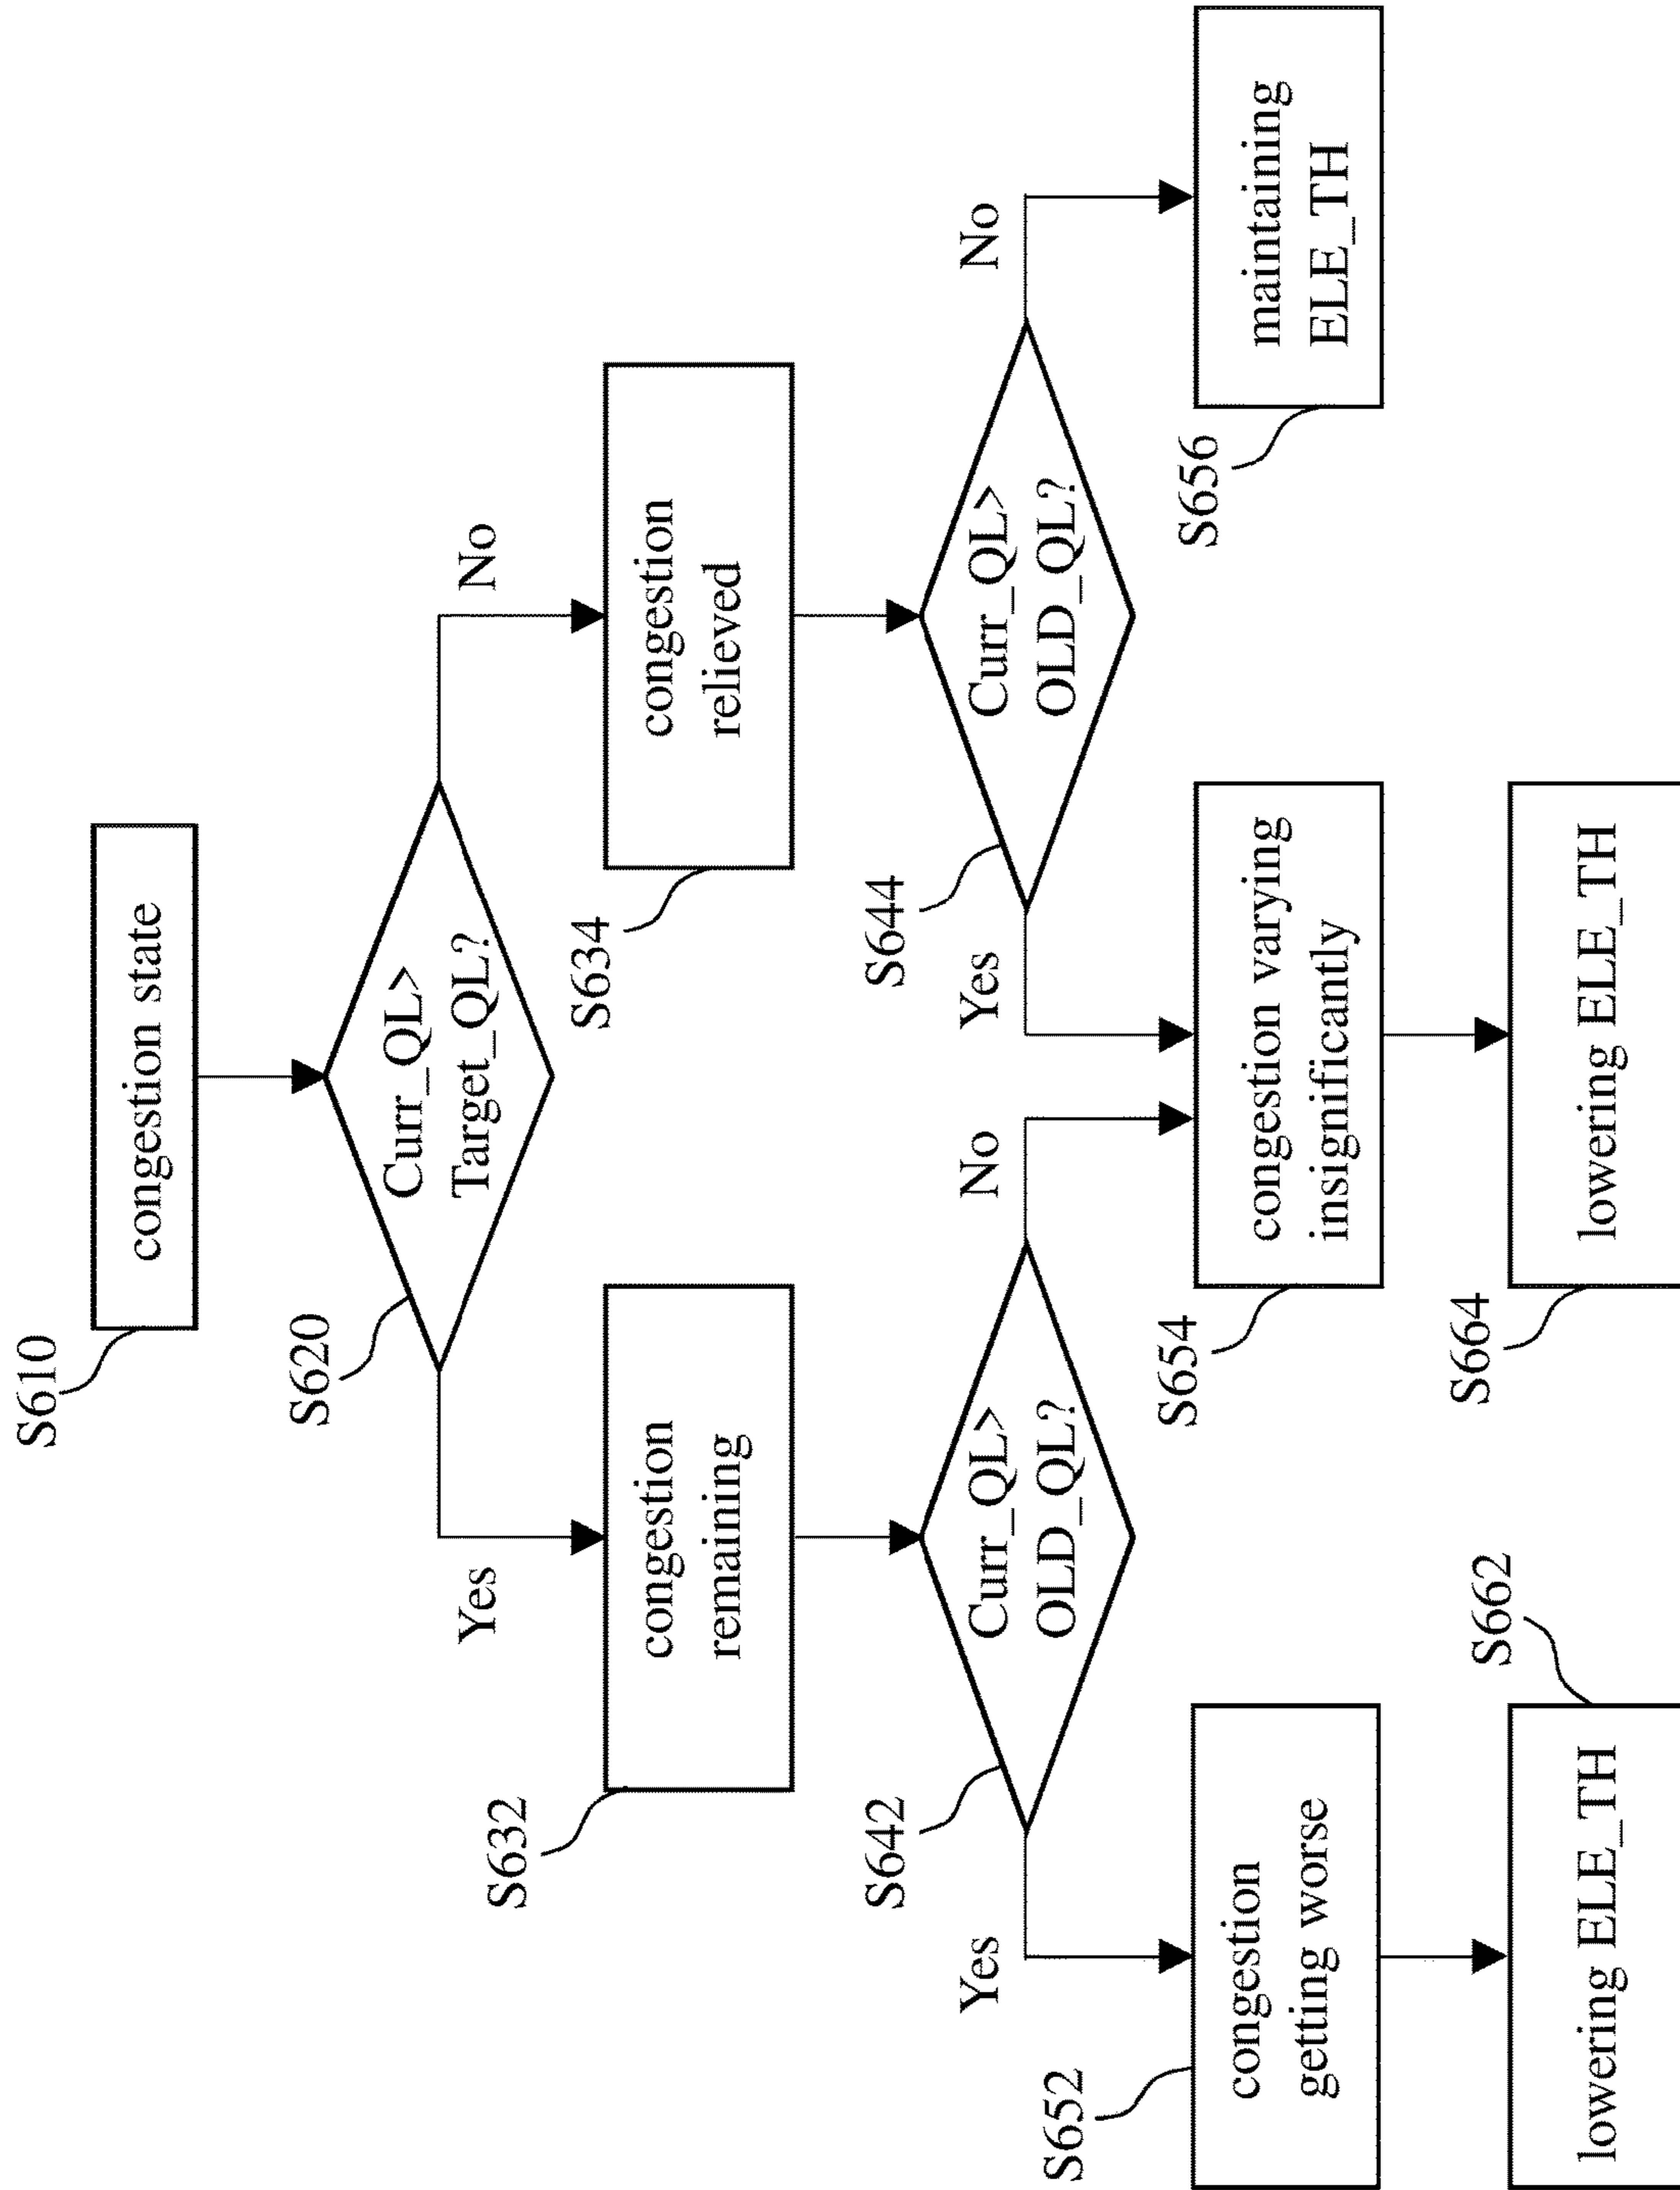 S610
congestion state
S620
Curr_QL>
Target_QL?
Yes
No
S632
congestion
remaining
S634
congestion
relieved
S642
Curr_QL>
OLD_QL?
Yes
No
S644
Curr_QL>
OLD_QL?
Yes
No
S652
congestion
getting worse
S654
congestion varying
insignificantly
S656
maintaining
ELE_TH
S662
lowering ELE_TH
S664
lowering ELE_TH